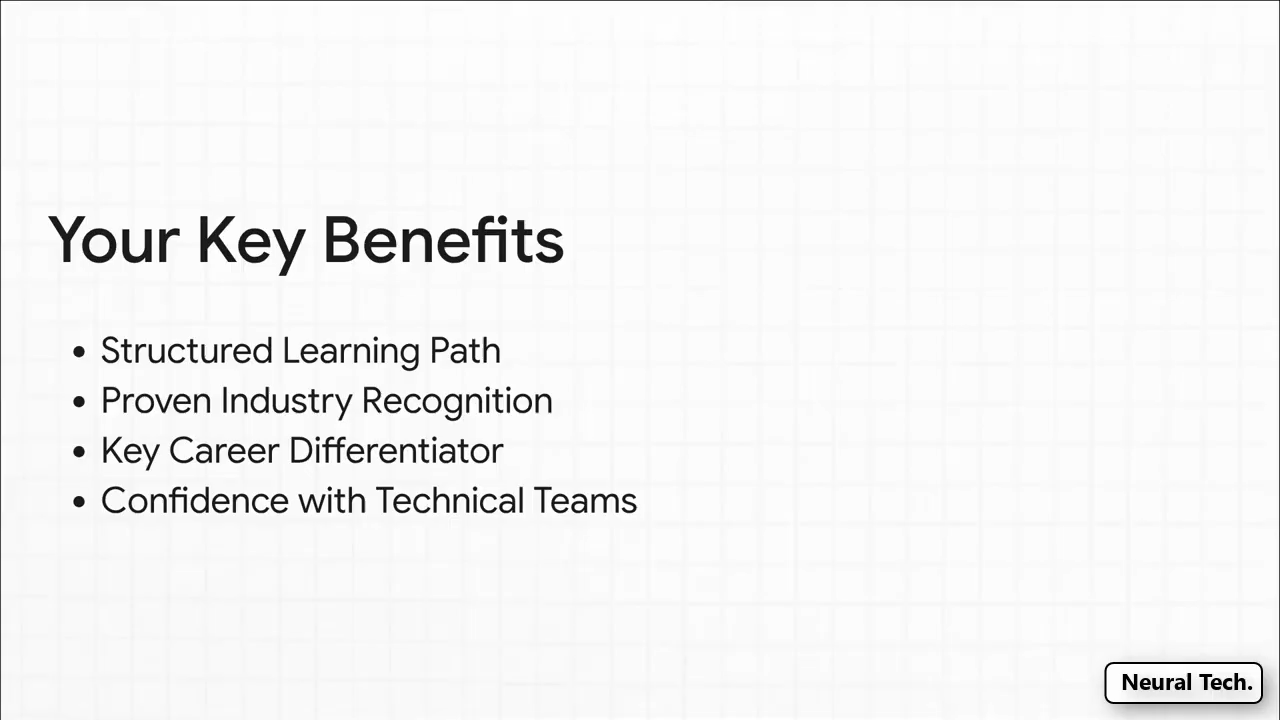 Your Key Benefits
• Structured Learning Path
• Proven Industry Recognition
• Key Career Differentiator
• Confidence with Technical Teams
Neural Tech.